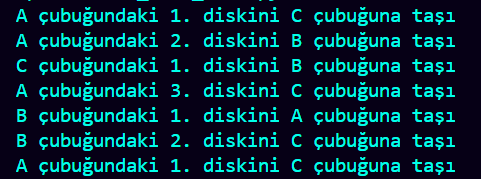 A çubuğundaki 1. diskini C çubuğuna taşı
A çubuğundaki 2. diskini B çubuğuna taşı
C çubuğundaki 1. diskini B çubuğuna taşı
A çubuğundaki 3. diskini C çubuğuna taşı
B çubuğundaki 1. diskini A çubuğuna taşı
B çubuğundaki 2. diskini C çubuğuna taşı
A çubuğundaki 1. diskini C çubuğuna taşı